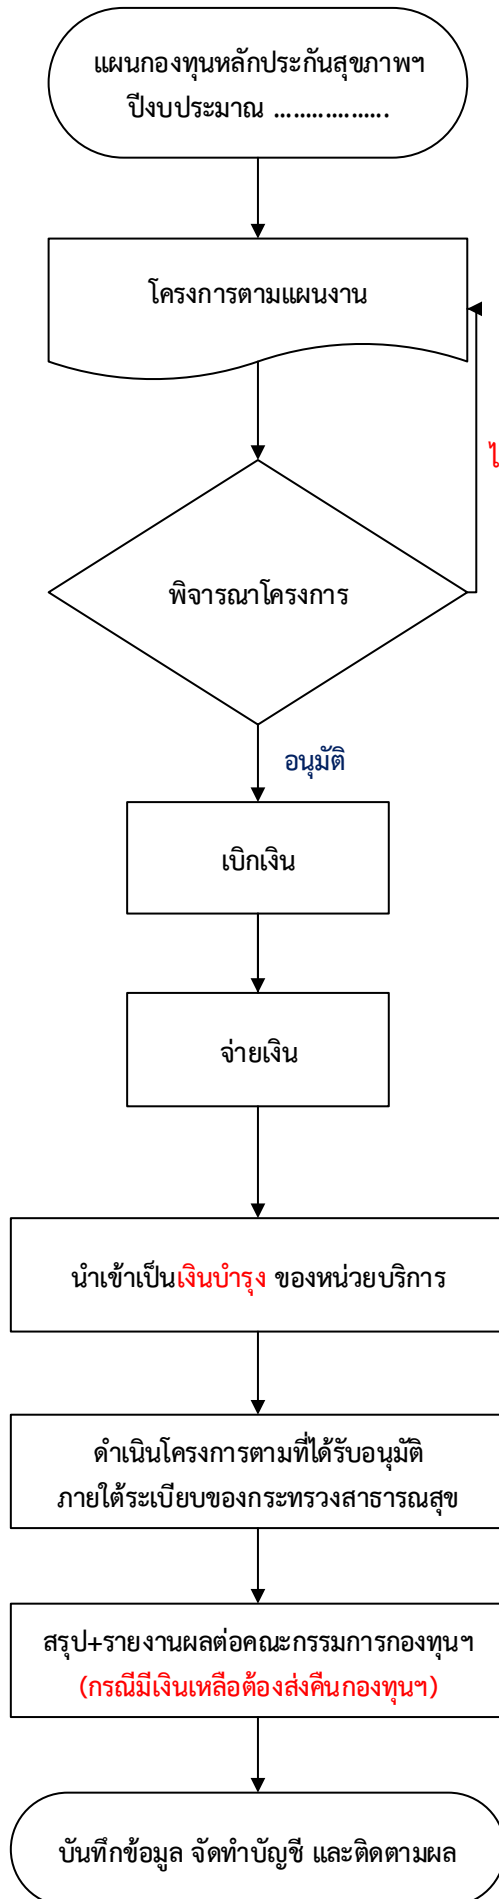 แผนกองทุนหลักประกันสุขภาพฯ
ปีงบประมาณ ..................
โครงการตามแผนงาน
พิจารณาโครงการ
อนุมัติ
เบิกเงิน
จ่ายเงิน
นำเข้าเป็นเงินบำรุง ของหน่วยบริการ
ดำเนินโครงการตามที่ได้รับอนุมัติ
ภายใต้ระเบียบของกระทรวงสาธารณสุข
สรุป+รายงานผลต่อคณะกรรมการกองทุนฯ
(กรณีมีเงินเหลือต้องส่งคืนกองทุนฯ)
บันทึกข้อมูล จัดทำบัญชี และติดตามผล